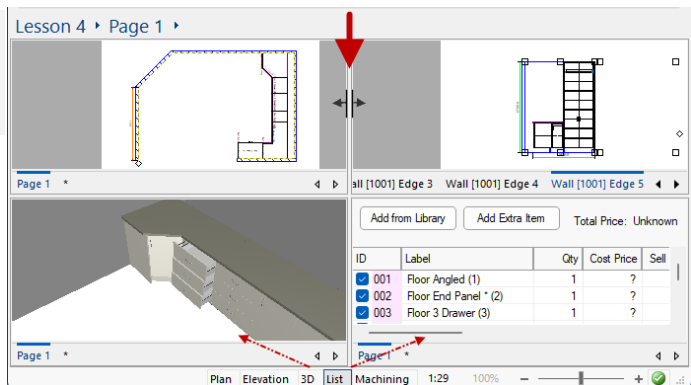 Lesson 4 ‣ Page 1 ‣
Page 1 *
all [1001] Edge 3 Wall [1001] Edge 4 Wall [1001] Edge 5
Add from Library Add Extra Item Total Price: Unknown
ID Label Qty Cost Price Sell
001 Floor Angled (1) 1 ?
002 Floor End Panel * (2) 1 ?
003 Floor 3 Drawer (3) 1 ?
Page 1 *
Page 1 *
Plan Elevation 3D List Machining 1:29 100% − +